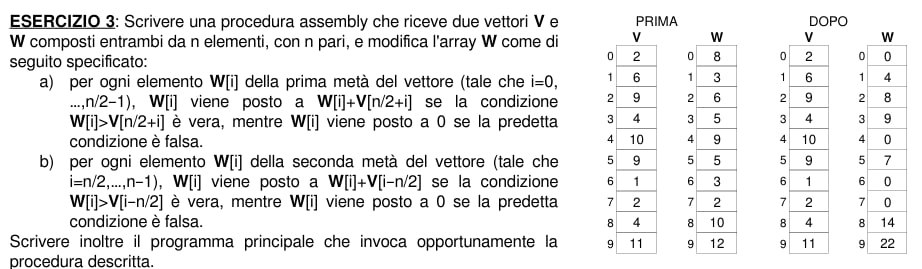 ESERCIZIO 3: Scrivere una procedura assembly che riceve due vettori V e
W composti entrambi da n elementi, con n pari, e modifica l'array W come di
seguito specificato:
a) per ogni elemento W[i] della prima metà del vettore (tale che i=0,
...,n/2−1), W[i] viene posto a W[i]+V[n/2+i] se la condizione
W[i]>V[n/2+i] è vera, mentre W[i] viene posto a 0 se la predetta
condizione è falsa.
b) per ogni elemento W[i] della seconda metà del vettore (tale che
i=n/2,...,n−1), W[i] viene posto a W[i]+V[i−n/2] se la condizione
W[i]>V[i−n/2] è vera, mentre W[i] viene posto a 0 se la predetta
condizione è falsa.
Scrivere inoltre il programma principale che invoca opportunamente la
procedura descritta.
PRIMA DOPO
V W V W
0 2 0 8 0 2 0 0
1 6 1 3 1 6 1 4
2 9 2 6 2 9 2 8
3 4 3 5 3 4 3 9
4 10 4 9 4 10 4 0
5 9 5 5 5 9 5 7
6 1 6 3 6 1 6 0
7 2 7 2 7 2 7 0
8 4 8 10 8 4 8 14
9 11 9 12 9 11 9 22